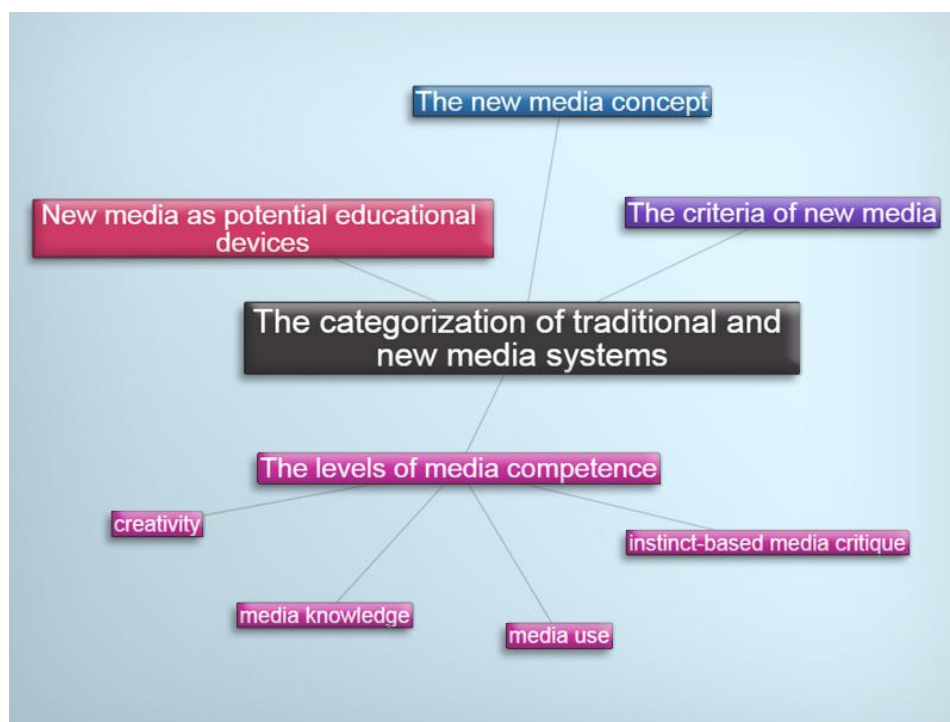 The new media concept
New media as potential educational
devices
The criteria of new media
The categorization of traditional and
new media systems
The levels of media competence
creativity
instinct-based media critique
media knowledge
media use